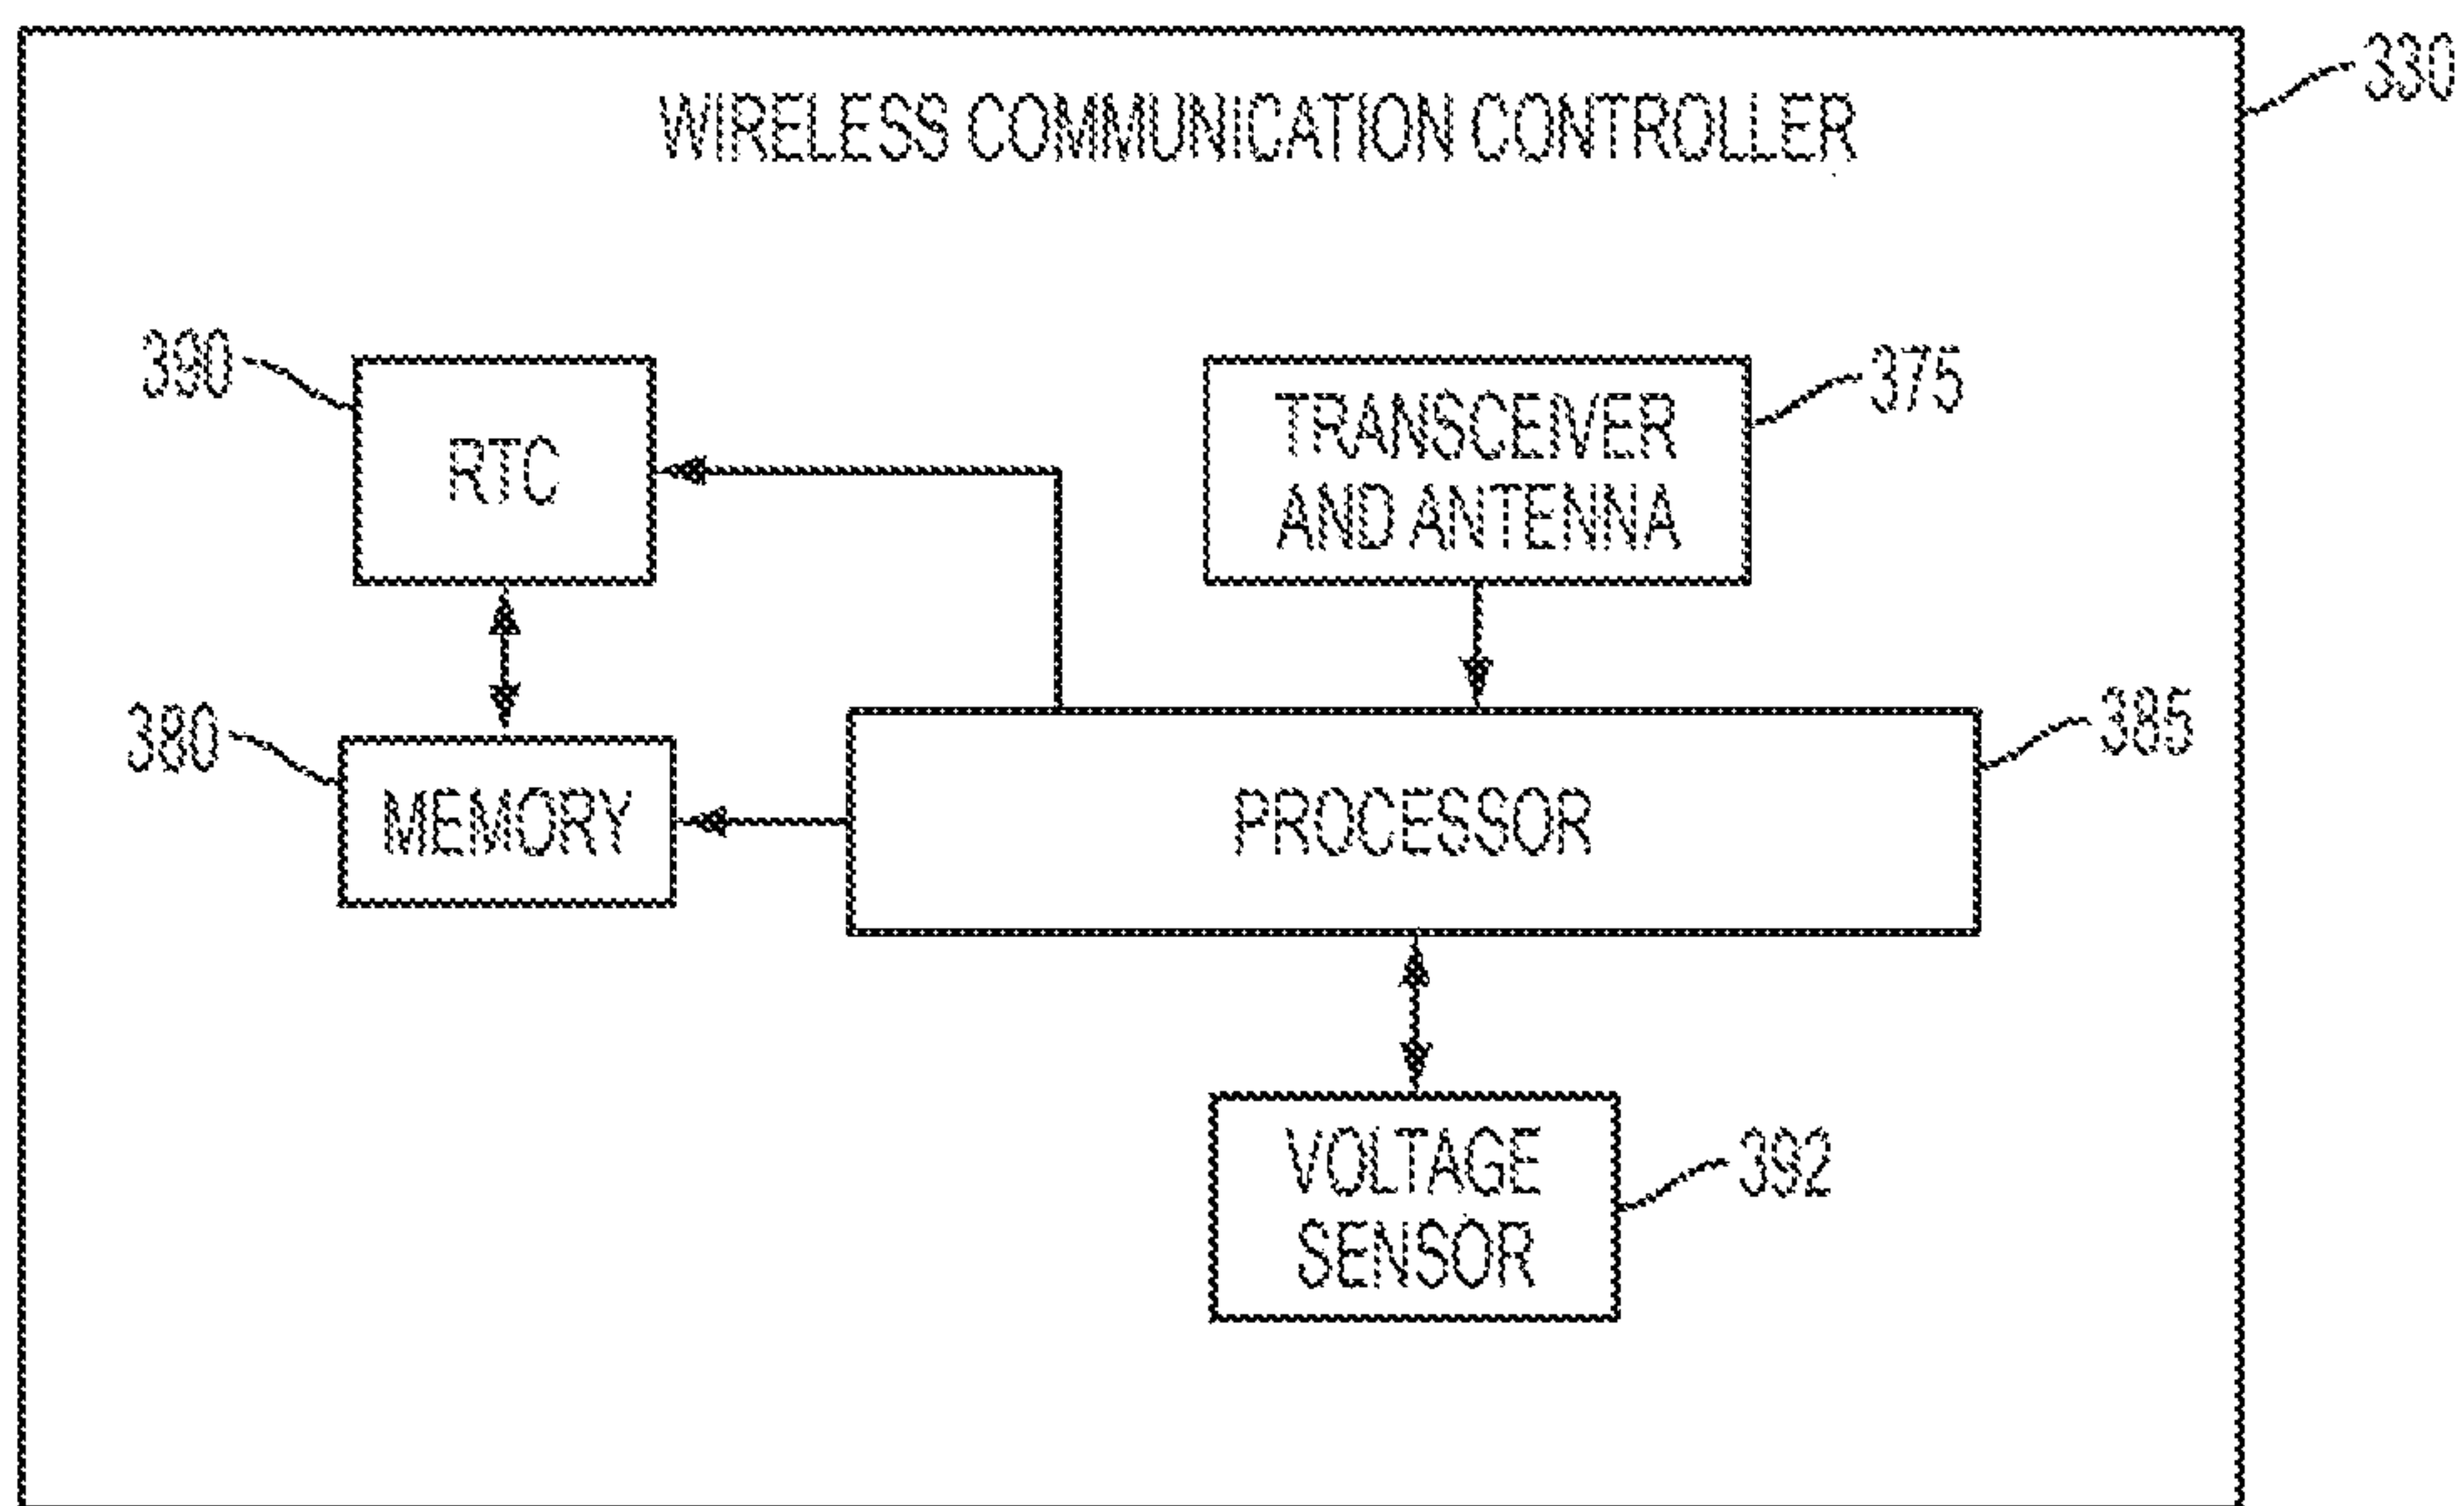 330
WIRELESS COMMUNICATION CONTROLLER
390
RTC
TRANSCEIVER
AND ANTENNA
375
380
MEMORY
PROCESSOR
385
VOLTAGE
SENSOR
392